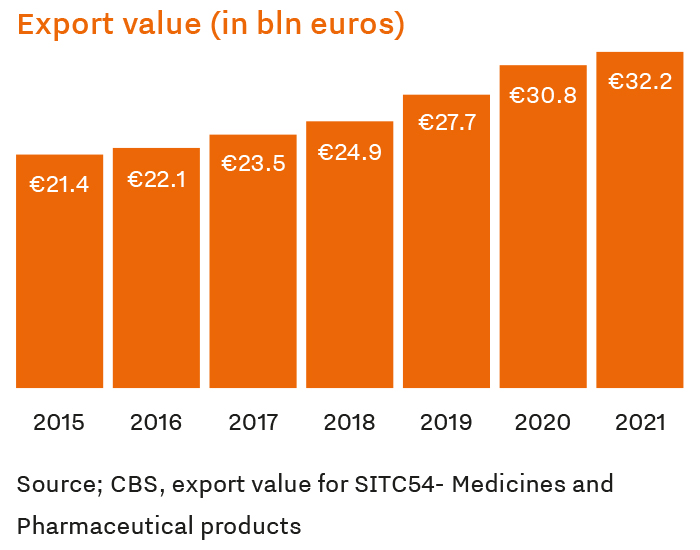 Export value (in bln euros)
€21.4
€22.1
€23.5
€24.9
€27.7
€30.8
€32.2
2015 2016 2017 2018 2019 2020 2021
Source; CBS, export value for SITC54- Medicines and
Pharmaceutical products